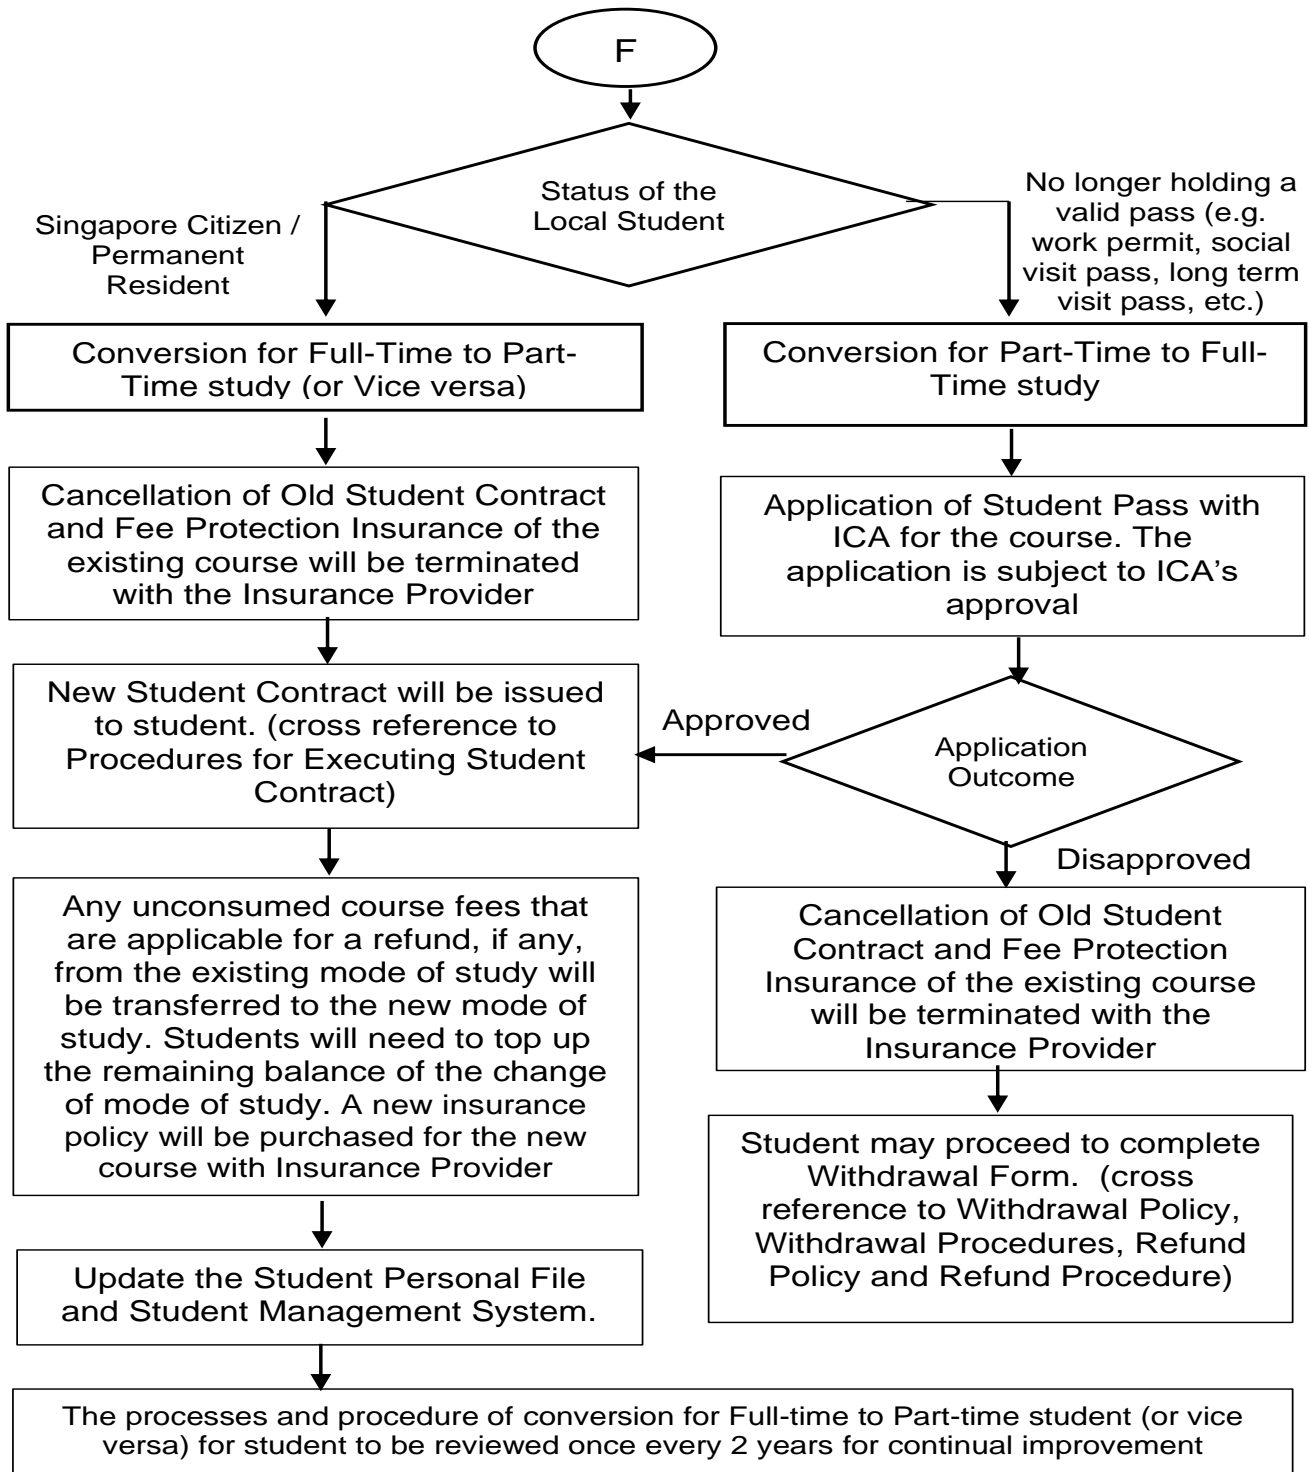 F
Status of the
Local Student
Singapore Citizen /
Permanent
Resident
No longer holding a
valid pass (e.g.
work permit, social
visit pass, long term
visit pass, etc.)
Conversion for Full-Time to Part-
Time study (or Vice versa)
Conversion for Part-Time to Full-
Time study
Cancellation of Old Student Contract
and Fee Protection Insurance of the
existing course will be terminated
with the Insurance Provider
Application of Student Pass with
ICA for the course. The
application is subject to ICA’s
approval
New Student Contract will be issued
to student. (cross reference to
Procedures for Executing Student
Contract)
Approved
Application
Outcome
Disapproved
Any unconsumed course fees that
are applicable for a refund, if any,
from the existing mode of study will
be transferred to the new mode of
study. Students will need to top up
the remaining balance of the change
of mode of study. A new insurance
policy will be purchased for the new
course with Insurance Provider
Cancellation of Old Student
Contract and Fee Protection
Insurance of the existing course
will be terminated with the
Insurance Provider
Student may proceed to complete
Withdrawal Form.  (cross
reference to Withdrawal Policy,
Withdrawal Procedures, Refund
Policy and Refund Procedure)
Update the Student Personal File
and Student Management System.
The processes and procedure of conversion for Full-time to Part-time student (or vice
versa) for student to be reviewed once every 2 years for continual improvement